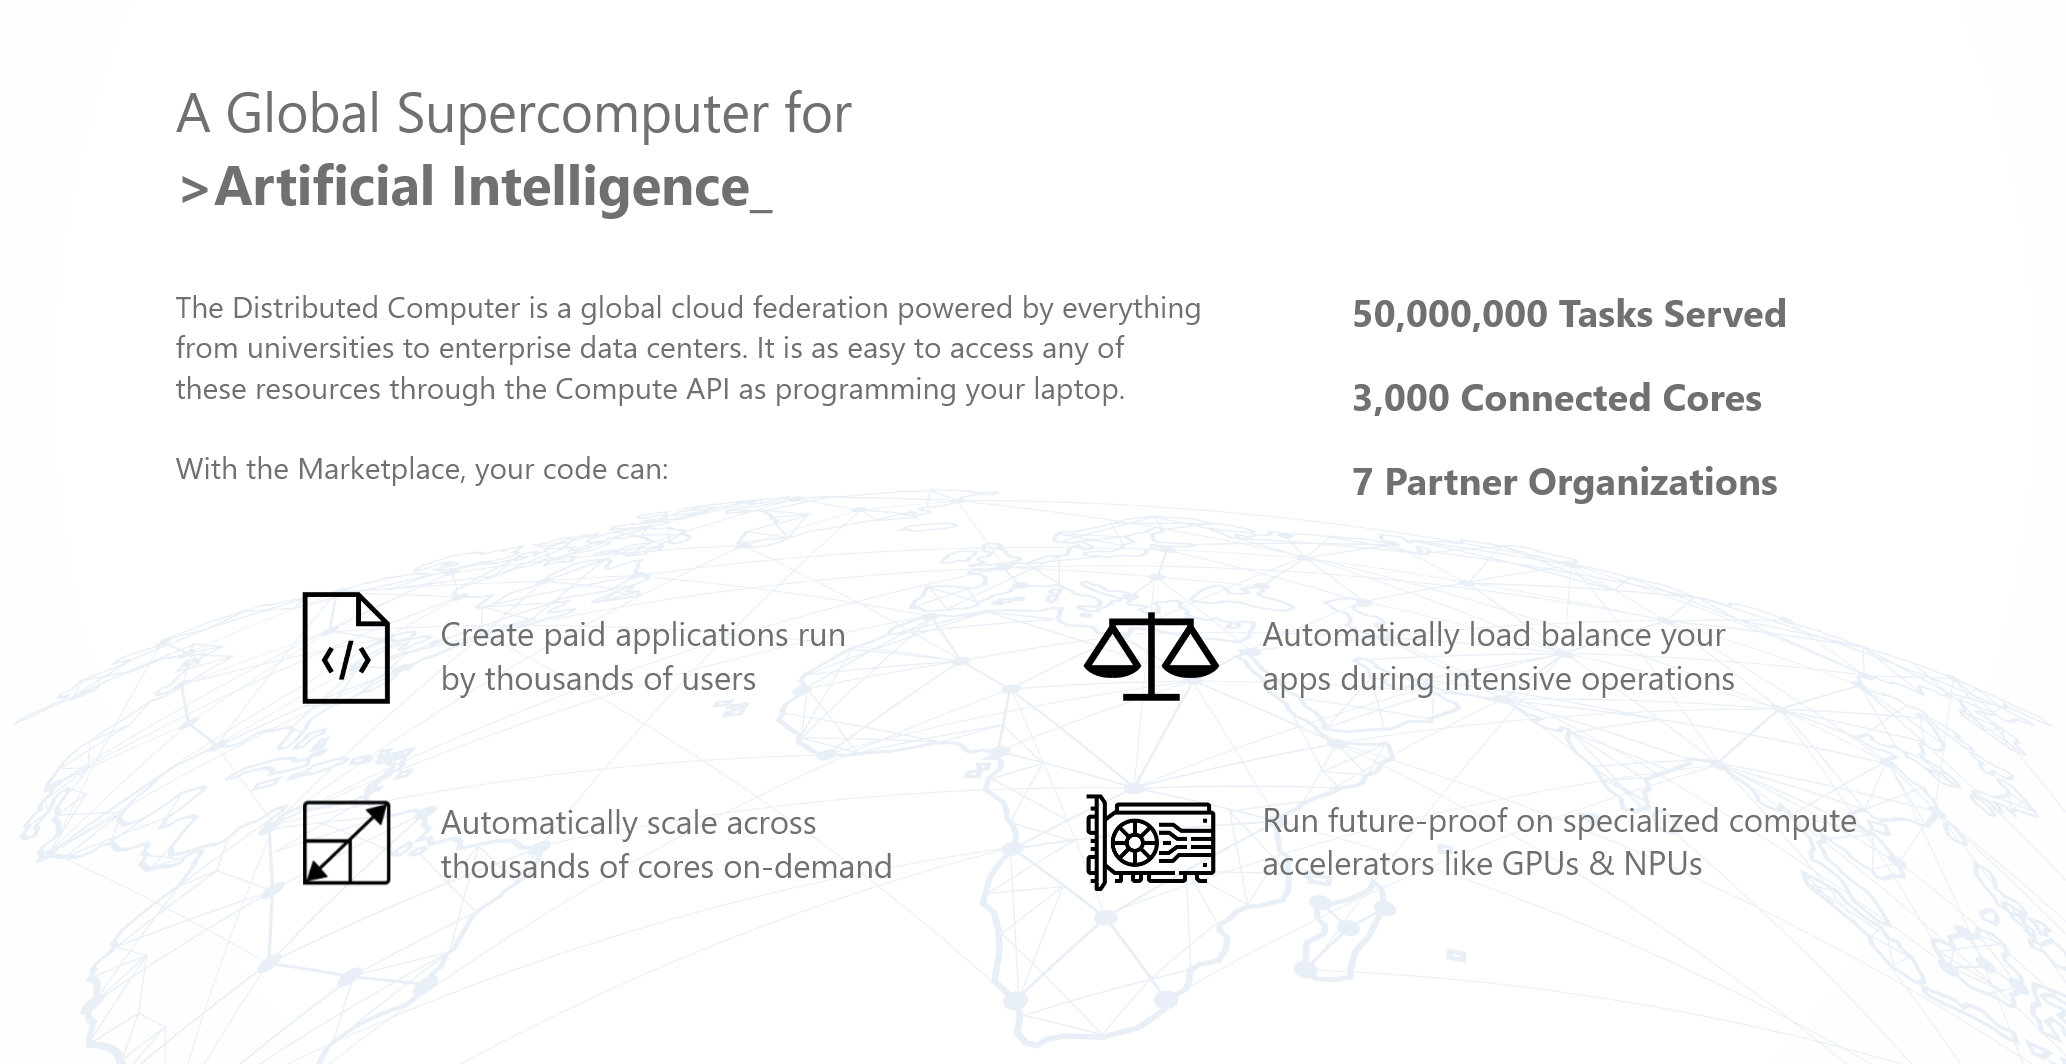 A Global Supercomputer for
>Artificial Intelligence_
The Distributed Computer is a global cloud federation powered by everything
from universities to enterprise data centers. It is as easy to access any of
these resources through the Compute API as programming your laptop.
With the Marketplace, your code can:
50,000,000 Tasks Served
3,000 Connected Cores
7 Partner Organizations
</>
Create paid applications run
by thousands of users
Automatically load balance your
apps during intensive operations
Automatically scale across
thousands of cores on-demand
Run future-proof on specialized compute
accelerators like GPUs & NPUs